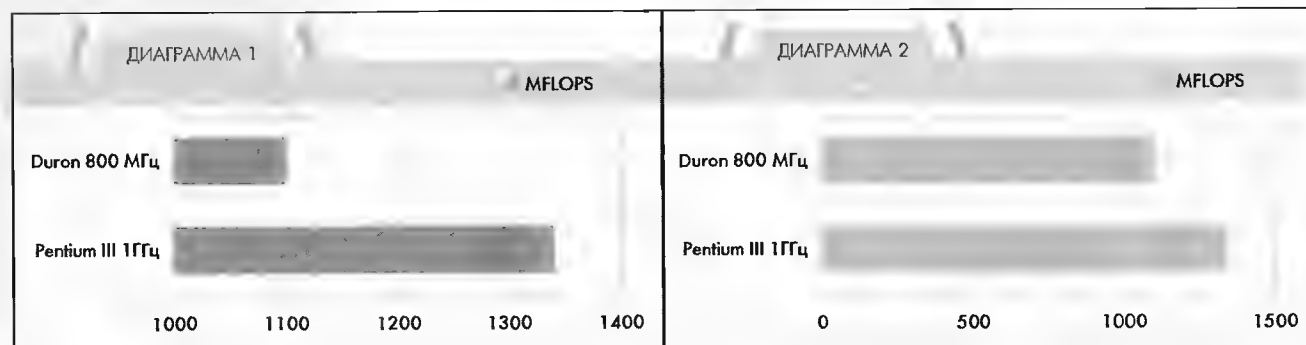 ДИАГРАММА 1
MFLOPS
Duron 800 МГц
Pentium III 1ГГц
1000 1100 1200 1300 1400
ДИАГРАММА 2
MFLOPS
Duron 800 МГц
Pentium III 1ГГц
0 500 1000 1500